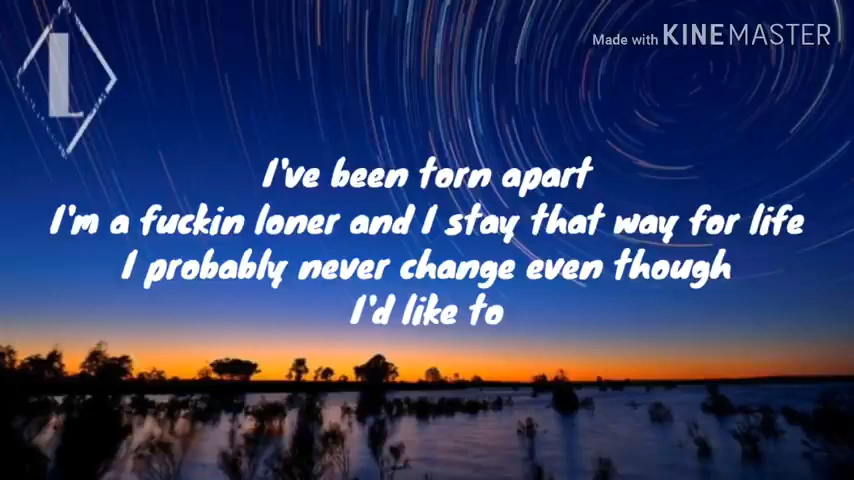 L
Made with KINEMASTER
I've been torn apart
I'm a fuckin loner and I stay that way for life
I probably never change even though
I'd like to